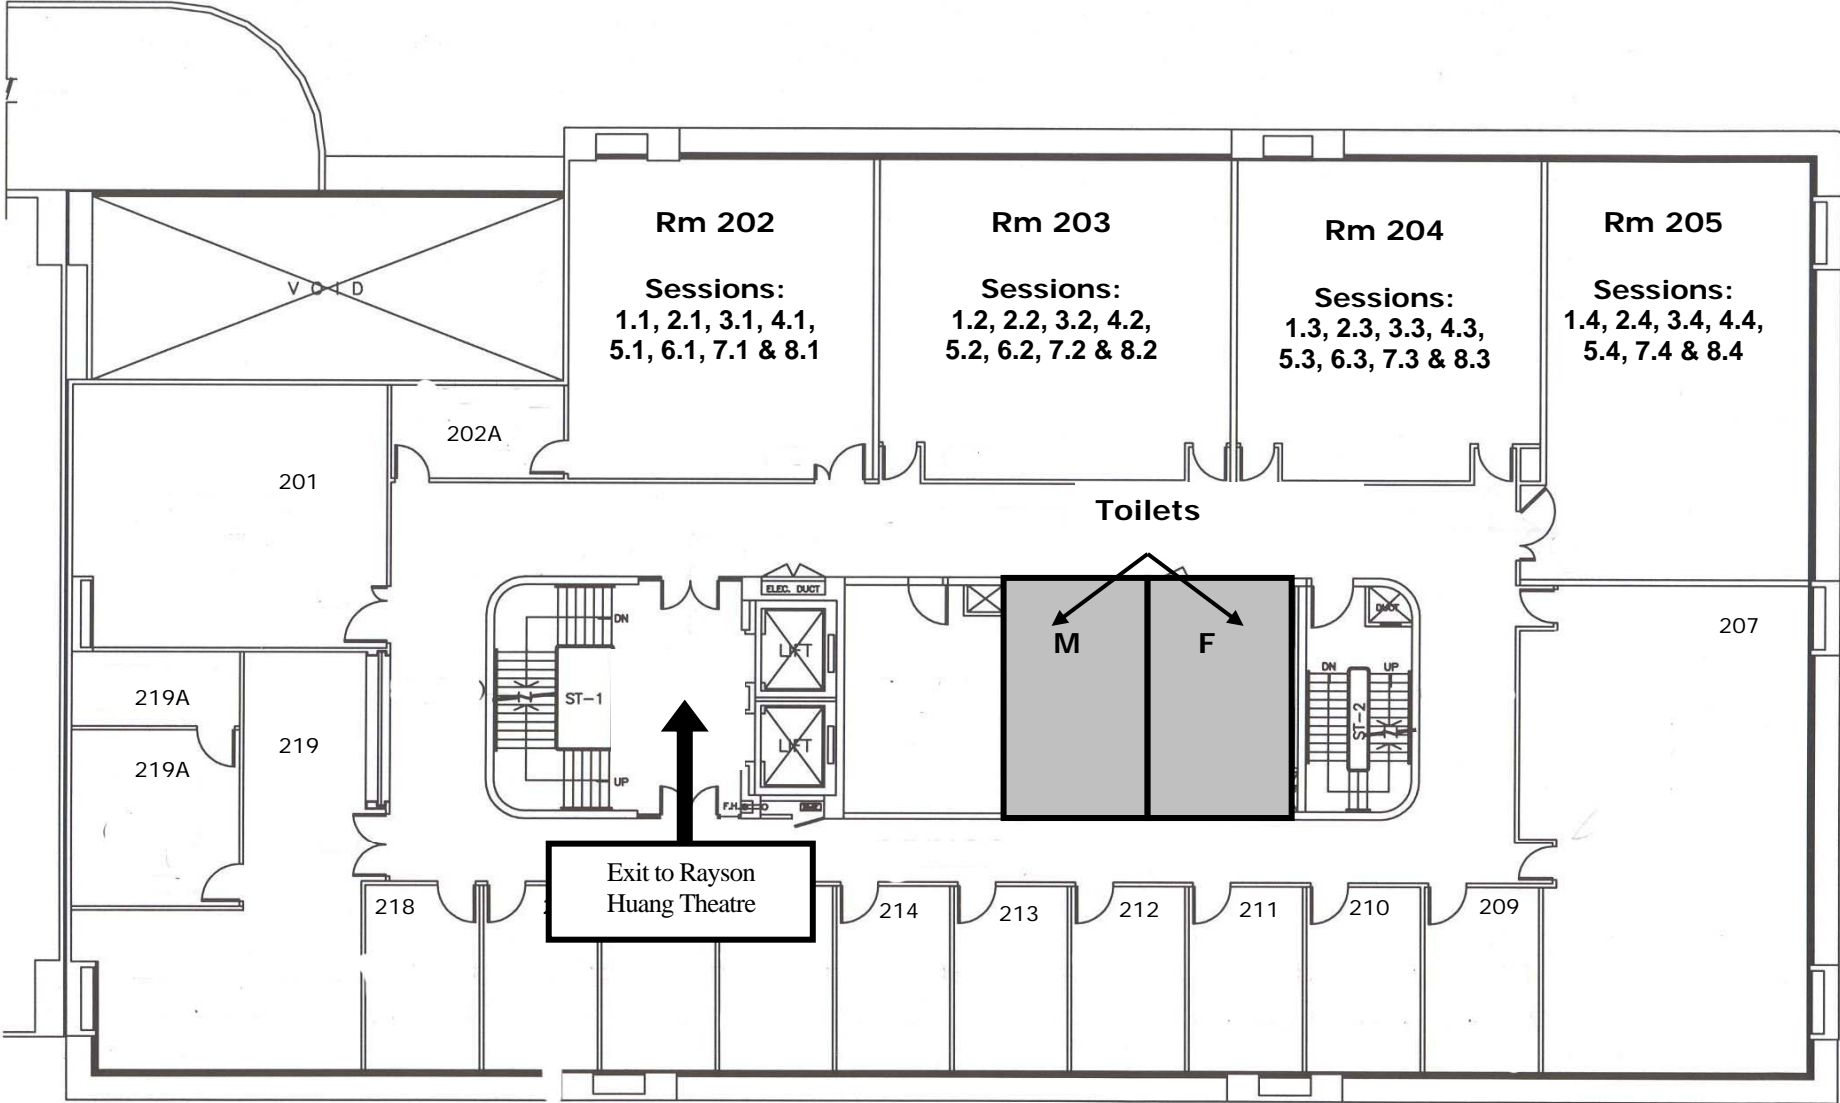 Rm 202
Sessions:
1.1, 2.1, 3.1, 4.1,
5.1, 6.1, 7.1 & 8.1
Rm 203
Sessions:
1.2, 2.2, 3.2, 4.2,
5.2, 6.2, 7.2 & 8.2
Rm 204
Sessions:
1.3, 2.3, 3.3, 4.3,
5.3, 6.3, 7.3 & 8.3
Rm 205
Sessions:
1.4, 2.4, 3.4, 4.4,
5.4, 7.4 & 8.4
VOID
202A
201
Toilets
ELEC. DUCT
DUCT
DN
LIFT
M
F
207
DN
UP
219A
ST-1
ST-2
219
LIFT
219A
UP
F.H.
Exit to Rayson
Huang Theatre
218
214
213
212
211
210
209